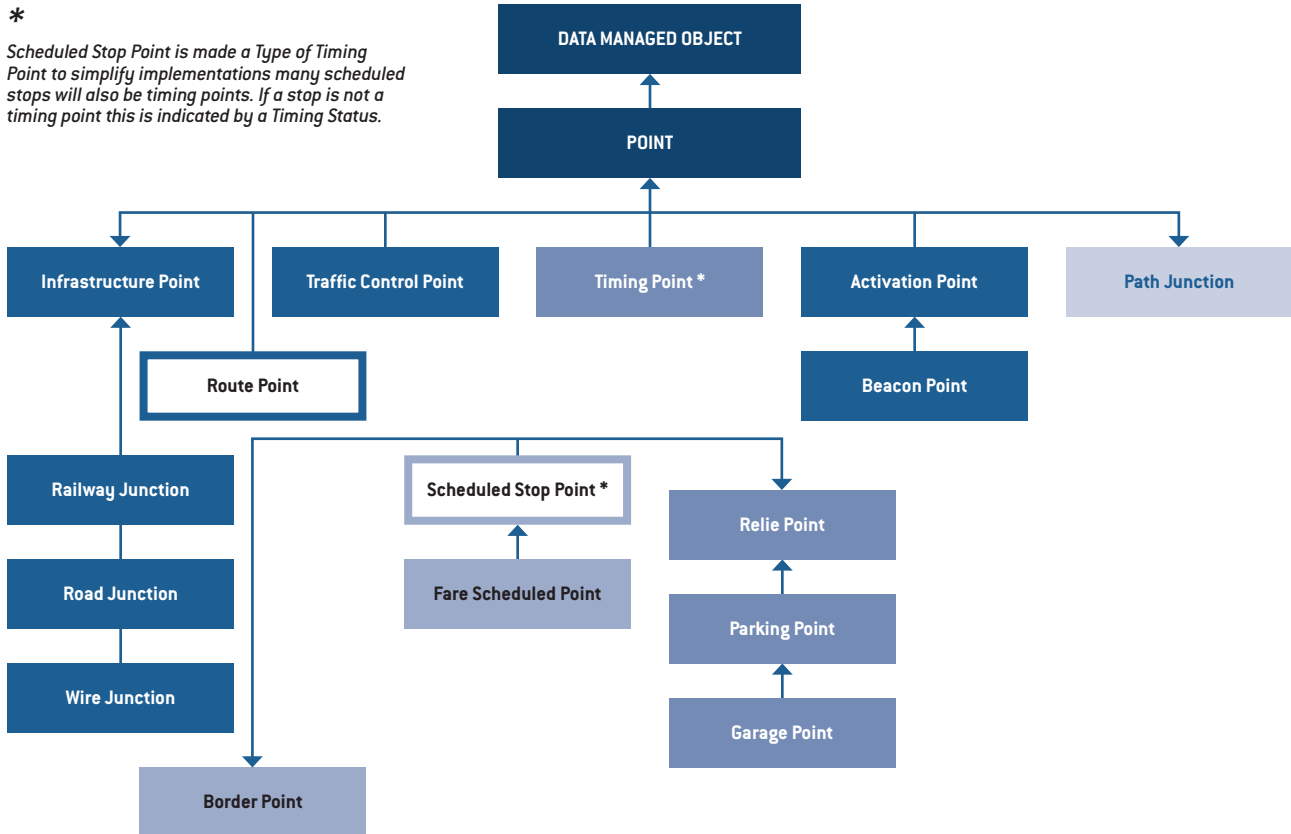 *
Scheduled Stop Point is made a Type of Timing
Point to simplify implementations many scheduled
stops will also be timing points. If a stop is not a
timing point this is indicated by a Timing Status.
DATA MANAGED OBJECT
POINT
Infrastructure Point
Traffic Control Point
Timing Point *
Activation Point
Path Junction
Route Point
Beacon Point
Railway Junction
Scheduled Stop Point *
Relie Point
Road Junction
Fare Scheduled Point
Parking Point
Wire Junction
Garage Point
Border Point